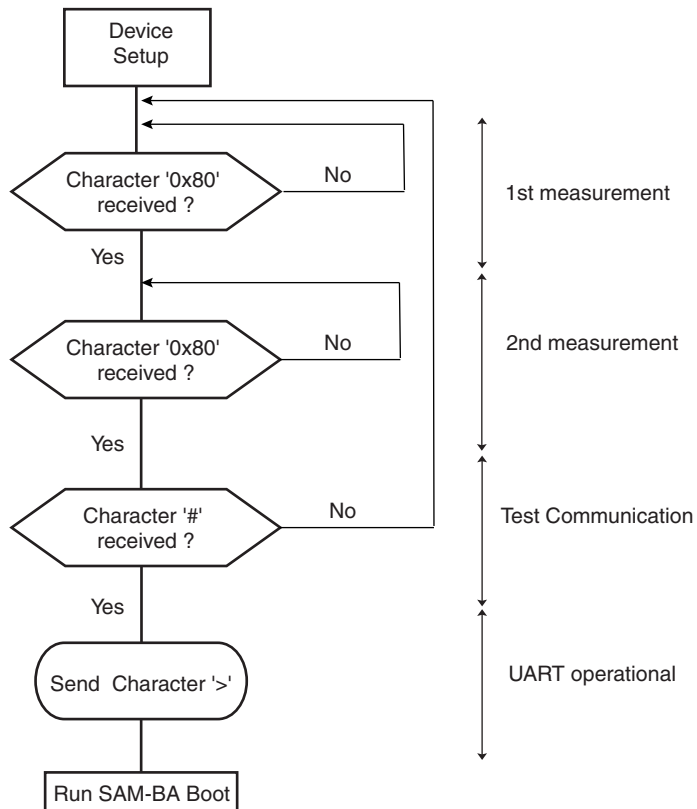 Device
Setup
Character '0x80'
received ?
No
1st measurement
Yes
Character '0x80'
received ?
No
2nd measurement
Yes
Character '#'
received ?
No
Test Communication
Yes
Send Character '>'
UART operational
Run SAM-BA Boot